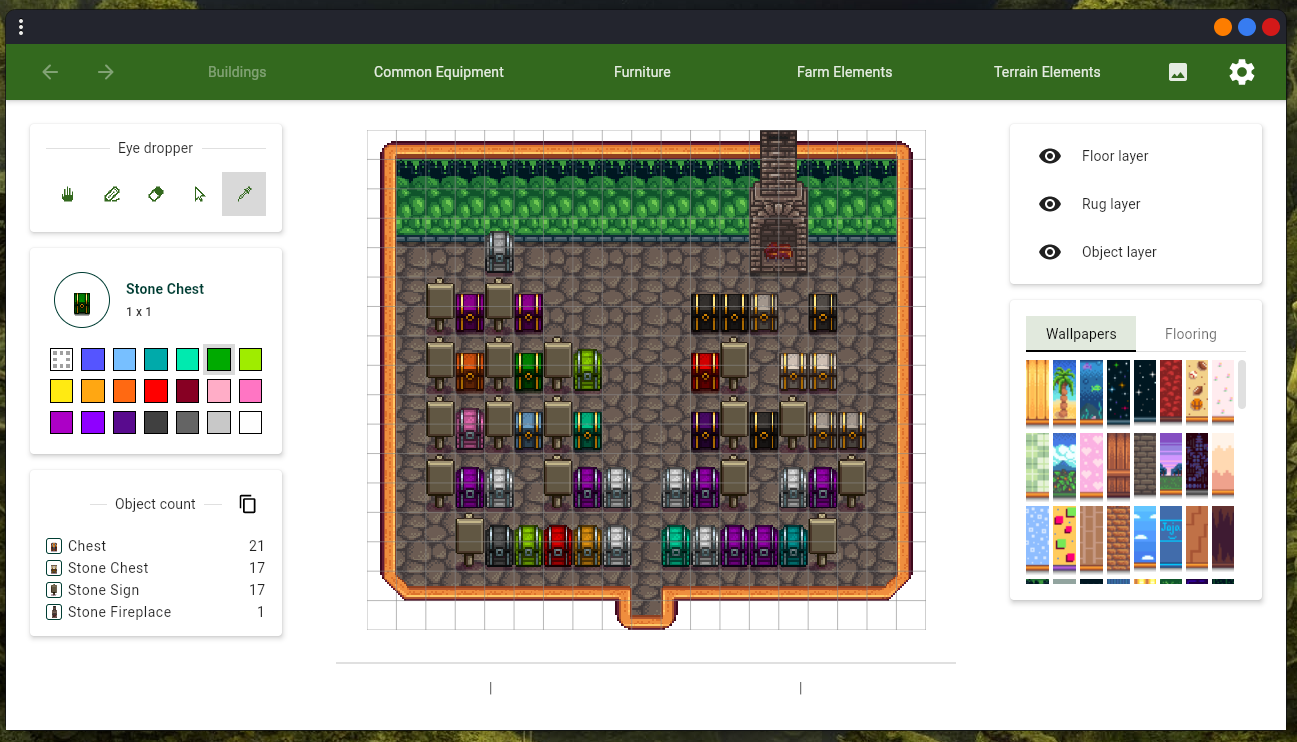 Buildings
Common Equipment
Furniture
Farm Elements
Terrain Elements
Eye dropper
Stone Chest
1 x 1
Object count
Chest 21
Stone Chest 17
Stone Sign 17
Stone Fireplace 1
Floor layer
Rug layer
Object layer
Wallpapers
Flooring
Joja